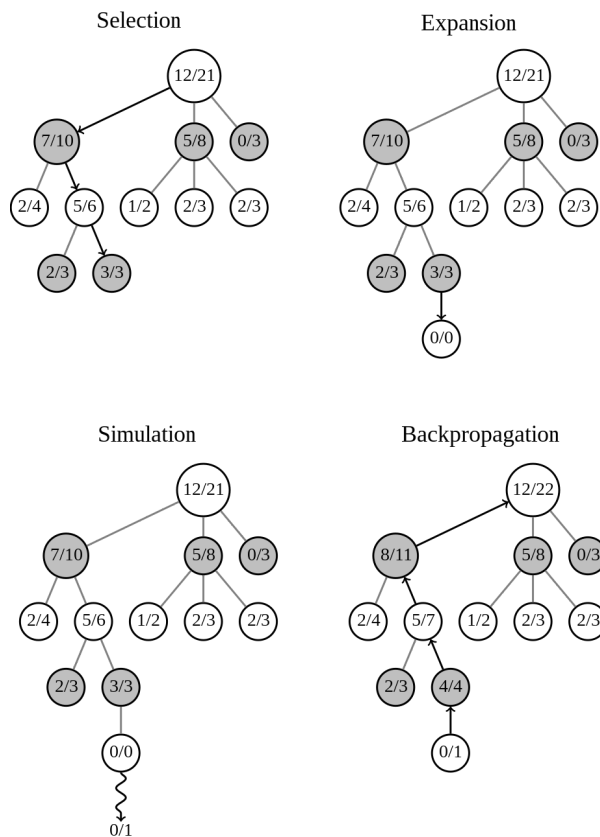 Selection
12/21
7/10 5/8 0/3
2/4 5/6 1/2 2/3 2/3
2/3 3/3
Expansion
12/21
7/10 5/8 0/3
2/4 5/6 1/2 2/3 2/3
2/3 3/3
0/0
Simulation
12/21
7/10 5/8 0/3
2/4 5/6 1/2 2/3 2/3
2/3 3/3
0/0
0/1
Backpropagation
12/22
8/11 5/8 0/3
2/4 5/7 1/2 2/3 2/3
2/3 4/4
0/1